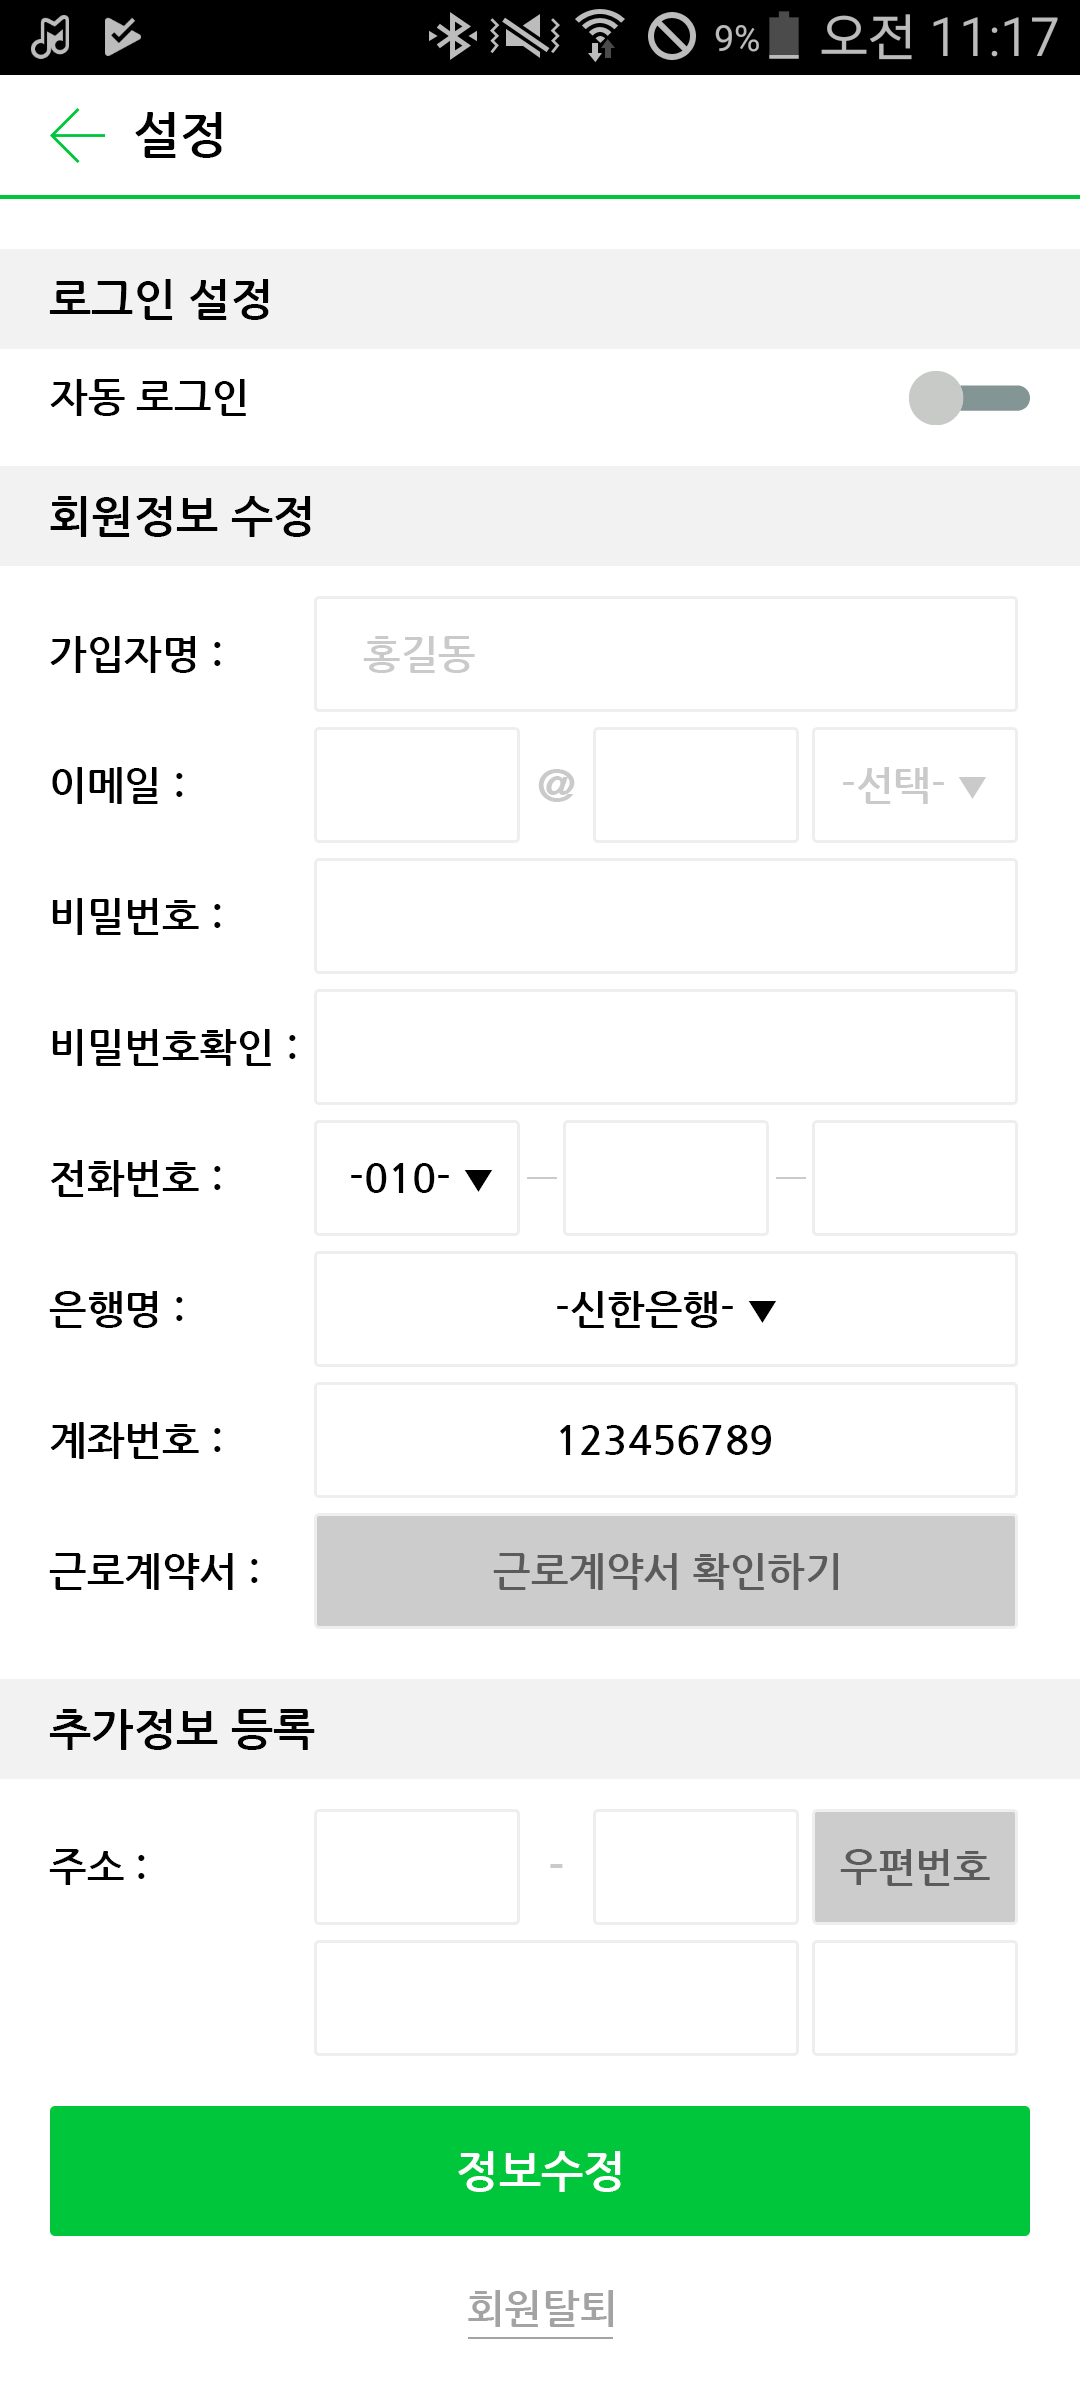 9% 오전 11:17
설정
로그인 설정
자동 로그인
회원정보 수정
가입자명 : 홍길동
이메일 : @ -선택- ▼
비밀번호 :
비밀번호확인 :
전화번호 : -010- ▼ — —
은행명 : -신한은행- ▼
계좌번호 : 123456789
근로계약서 : 근로계약서 확인하기
추가정보 등록
주소 : - 우편번호
정보수정
회원탈퇴